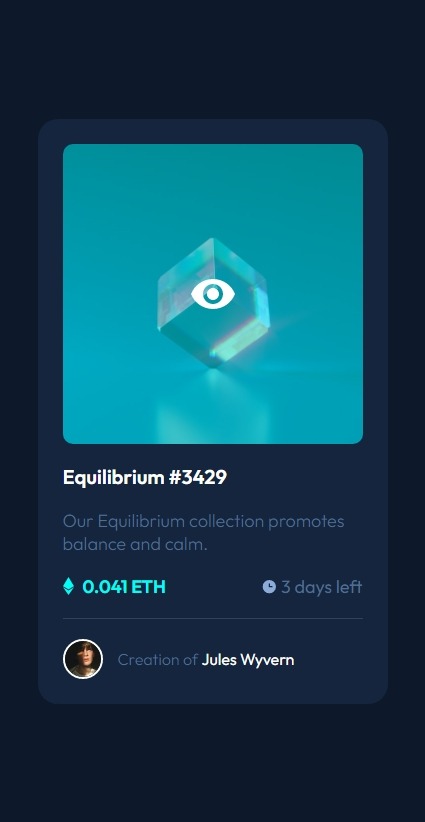 Equilibrium #3429
Our Equilibrium collection promotes
balance and calm.
0.041 ETH
3 days left
Creation of Jules Wyvern